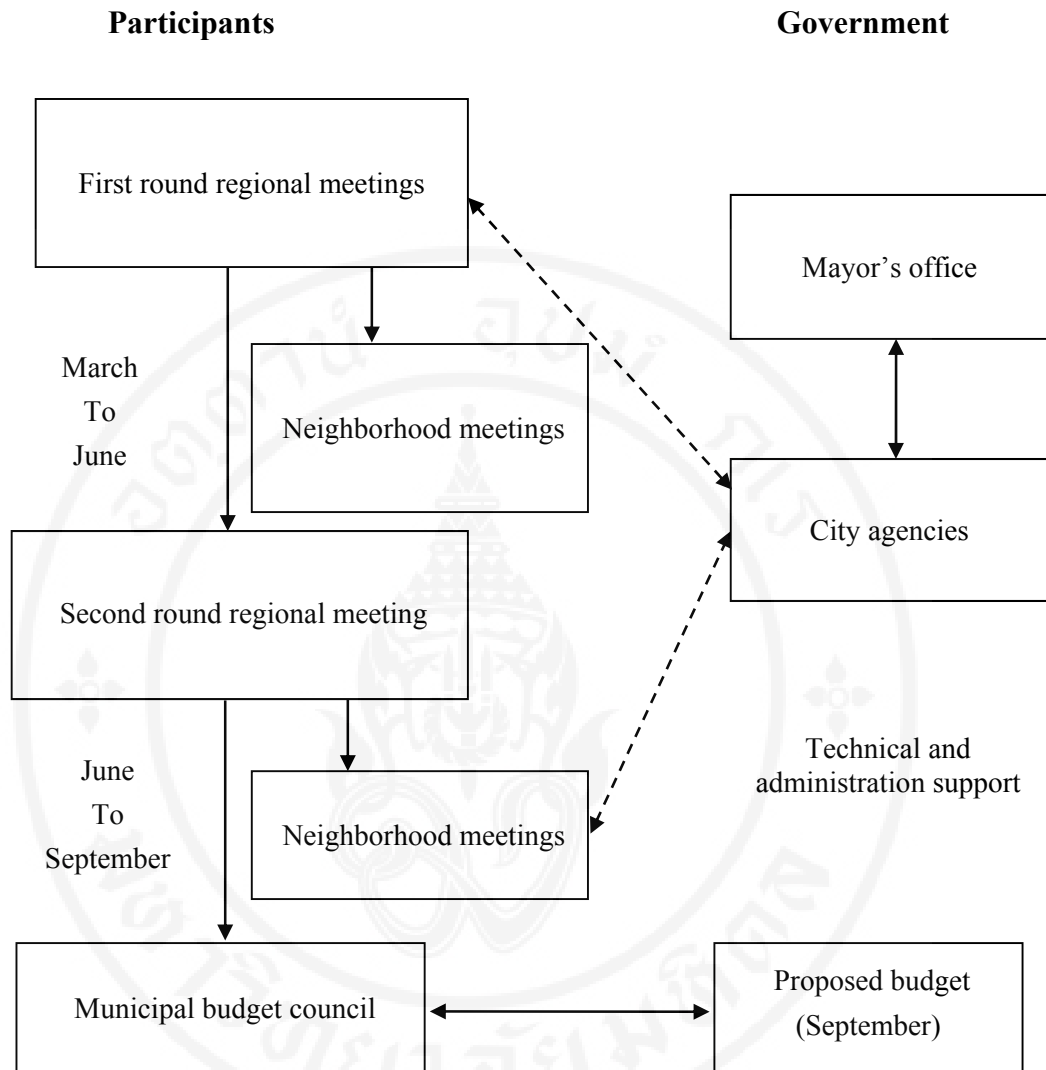 Participants
Government
First round regional meetings
Mayor’s office
March
To
June
Neighborhood meetings
City agencies
Second round regional meeting
June
To
September
Neighborhood meetings
Technical and
administration support
Municipal budget council
Proposed budget
(September)